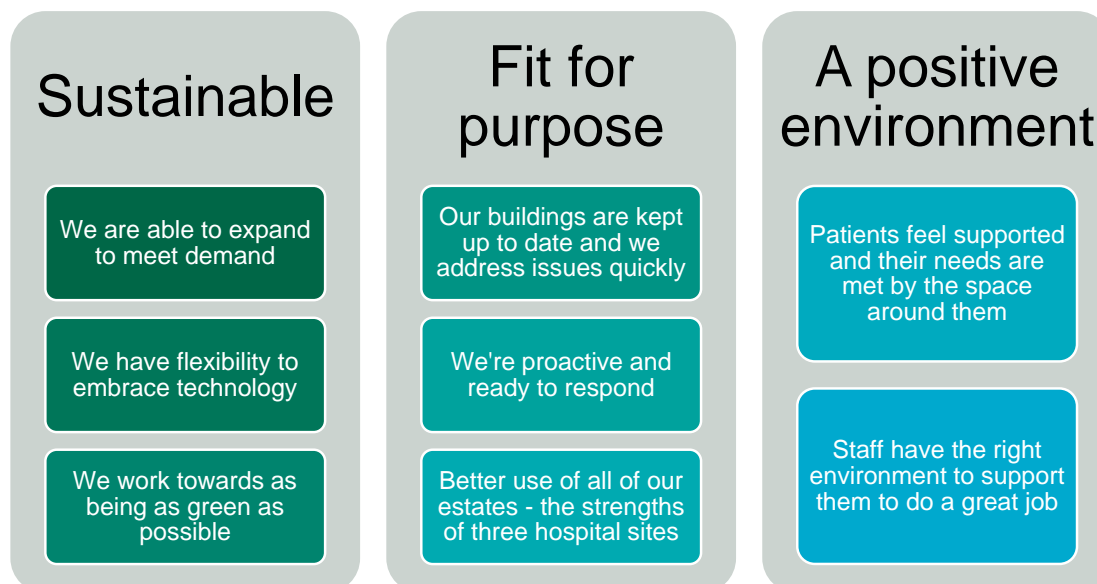 Sustainable
We are able to expand
to meet demand
We have flexibility to
embrace technology
We work towards as
being as green as
possible
Fit for
purpose
Our buildings are kept
up to date and we
address issues quickly
We're proactive and
ready to respond
Better use of all of our
estates - the strengths
of three hospital sites
A positive
environment
Patients feel supported
and their needs are
met by the space
around them
Staff have the right
environment to support
them to do a great job